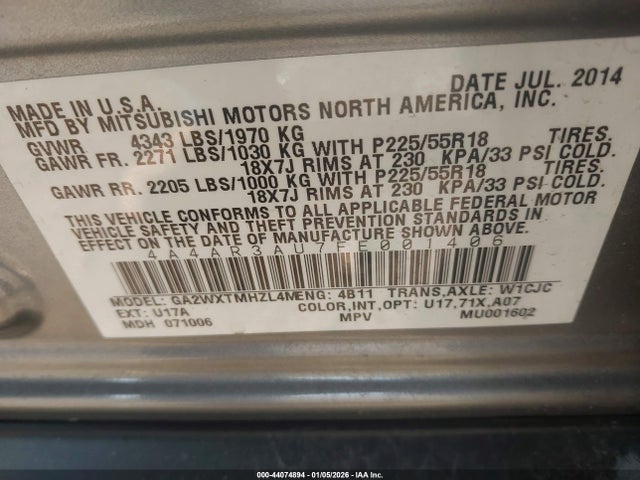 MADE IN U.S.A. DATE JUL. 2014
MFD BY MITSUBISHI MOTORS NORTH AMERICA, INC.
GVWR 4343 LBS/1970 KG
GAWR FR. 2271 LBS/1030 KG WITH P225/55R18 TIRES.
18X7J RIMS AT 230 KPA/33 PSI COLD.
GAWR RR. 2205 LBS/1000 KG WITH P225/55R18 TIRES.
18X7J RIMS AT 230 KPA/33 PSI COLD.
THIS VEHICLE CONFORMS TO ALL APPLICABLE FEDERAL MOTOR
VEHICLE SAFETY AND THEFT PREVENTION STANDARDS IN
EFFECT ON THE DATE OF MANUFACTURE SHOWN ABOVE.
4A4AR3AU7FE001406
MODEL: GA2WXTMHZL4M ENG: 4B11 TRANS,AXLE: W1CJC
EXT: U17A COLOR,INT,OPT: U17,71X,A07
MDH 071006 MPV MU001602
000-44074894 | 01/05/2026 - IAA Inc.